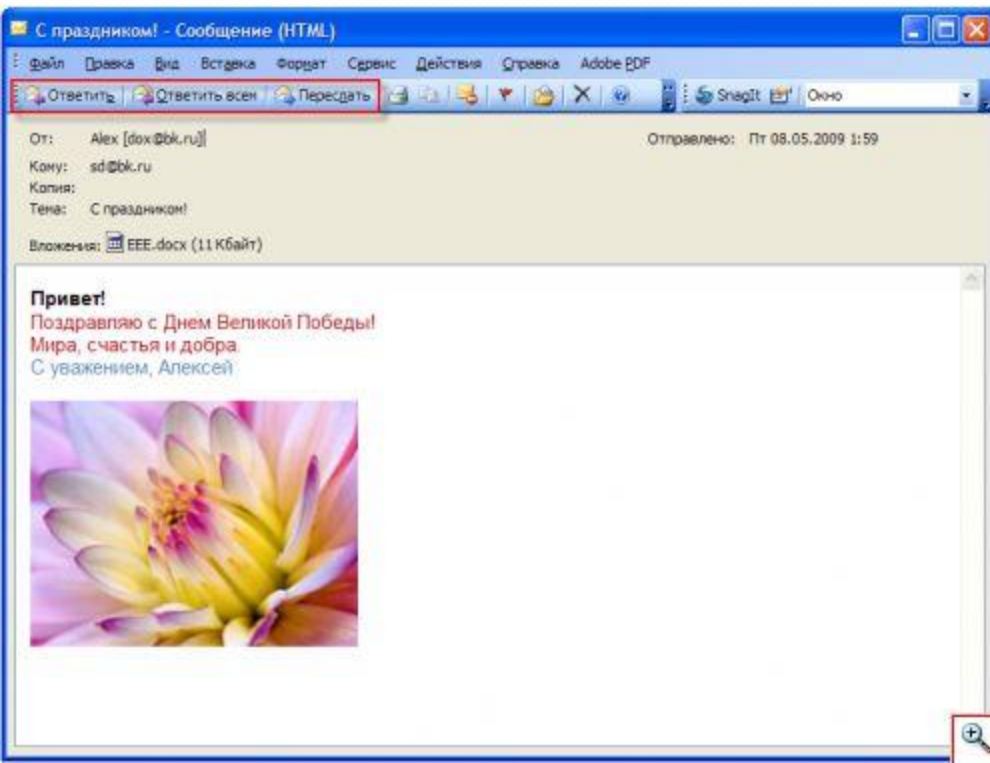 С праздником! - Сообщение (HTML)
Файл Правка Вид Вставка Формат Сервис Действия Справка Adobe PDF
Ответить Ответить всем Переслать SnagIt Окно
От: Alex [dox@bk.ru] Отправлено: Пт 08.05.2009 1:59
Кому: sd@bk.ru
Копия:
Тема: С праздником!
Вложения: EEE.docx (11 Кбайт)
Привет!
Поздравляю с Днем Великой Победы!
Мира, счастья и добра.
С уважением, Алексей